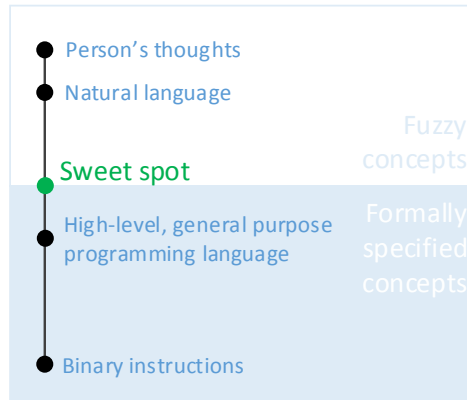 Person's thoughts
Natural language
Fuzzy
concepts
Sweet spot
Formally
specified
concepts
High-level, general purpose
programming language
Binary instructions